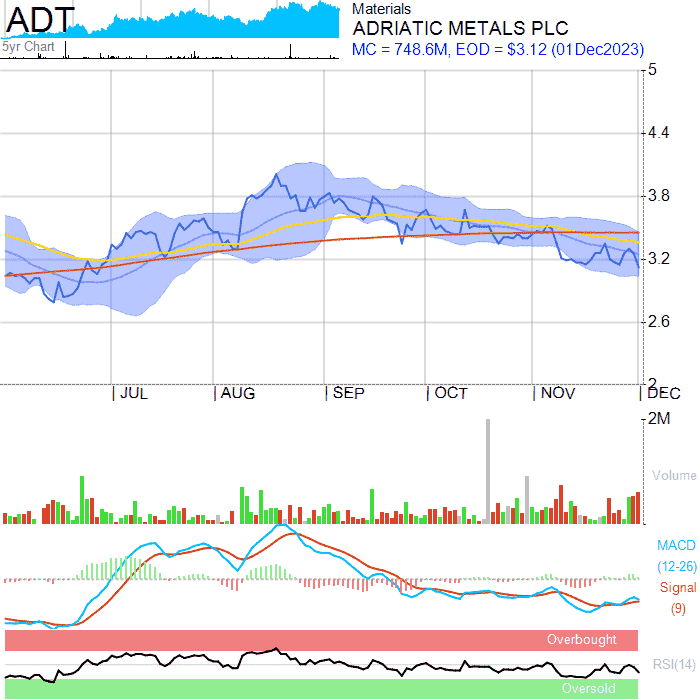 ADT
5yr Chart
Materials
ADRIATIC METALS PLC
MC = 748.6M, EOD = $3.12 (01Dec2023)
5
4.4
3.8
3.2
2.6
2
JUL
AUG
SEP
OCT
NOV
DEC
2M
Volume
MACD
(12-26)
Signal
(9)
Overbought
RSI(14)
Oversold